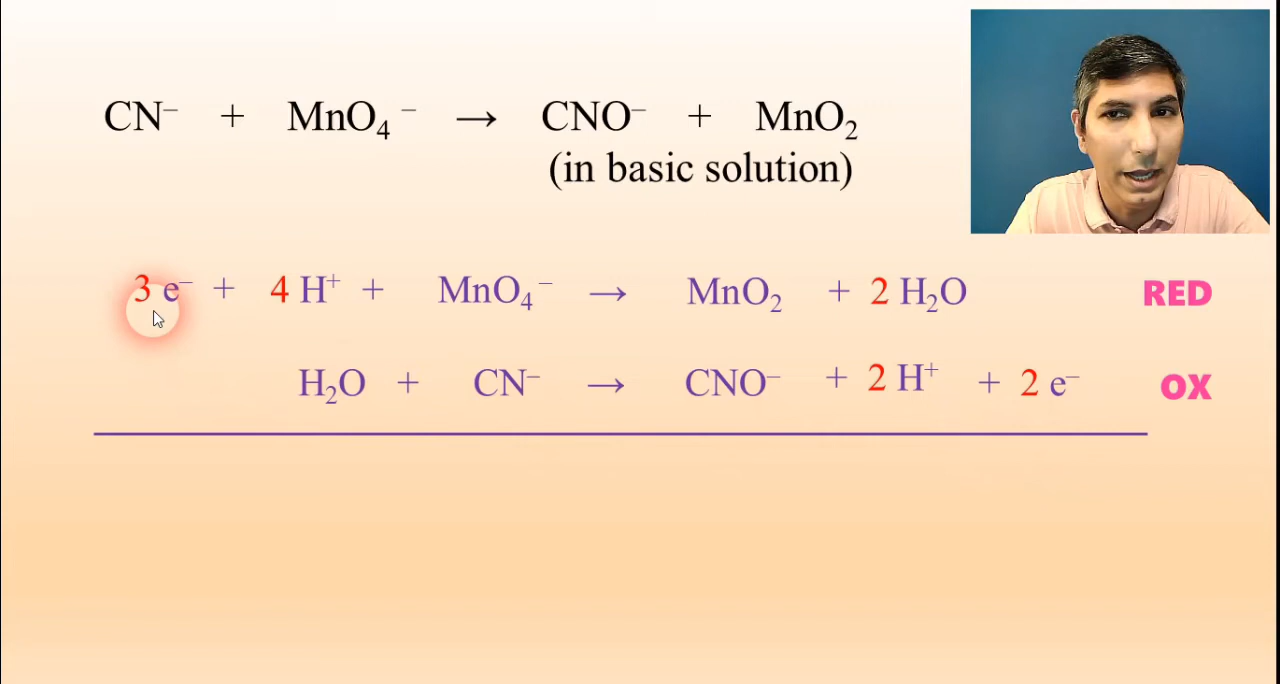 CN⁻ + MnO₄⁻ → CNO⁻ + MnO₂
(in basic solution)
3 e⁻ + 4 H⁺ + MnO₄⁻ → MnO₂ + 2 H₂O RED
H₂O + CN⁻ → CNO⁻ + 2 H⁺ + 2 e⁻ OX